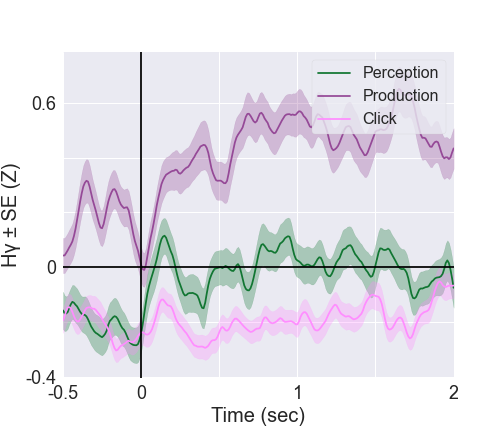 Perception
Production
Click
Hγ ± SE (Z)
0.6
0
-0.4
-0.5 0 1 2
Time (sec)